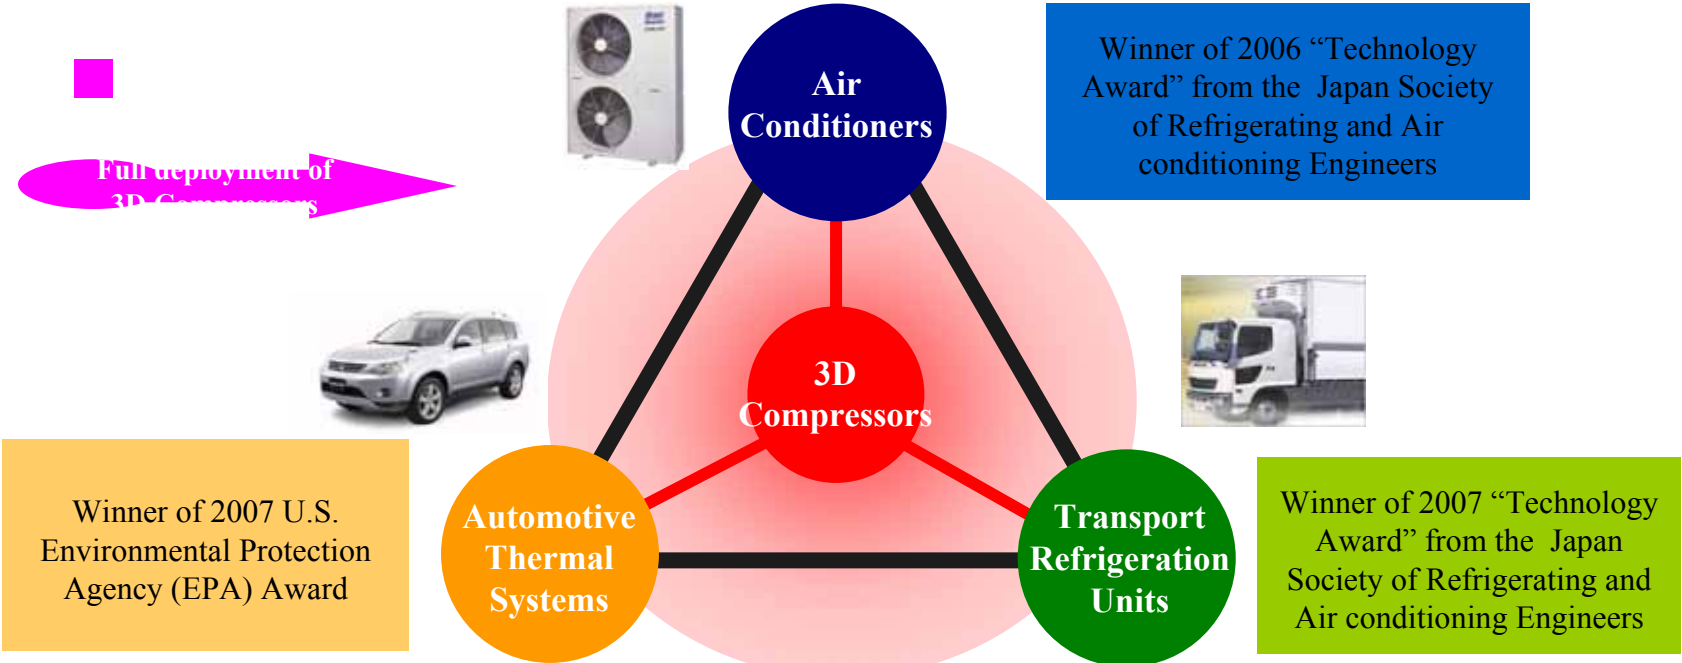 Air
Conditioners
Winner of 2006 “Technology
Award” from the Japan Society
of Refrigerating and Air
conditioning Engineers
Full deployment of
3D Compressors
3D
Compressors
Winner of 2007 U.S.
Environmental Protection
Agency (EPA) Award
Automotive
Thermal
Systems
Transport
Refrigeration
Units
Winner of 2007 “Technology
Award” from the Japan
Society of Refrigerating and
Air conditioning Engineers